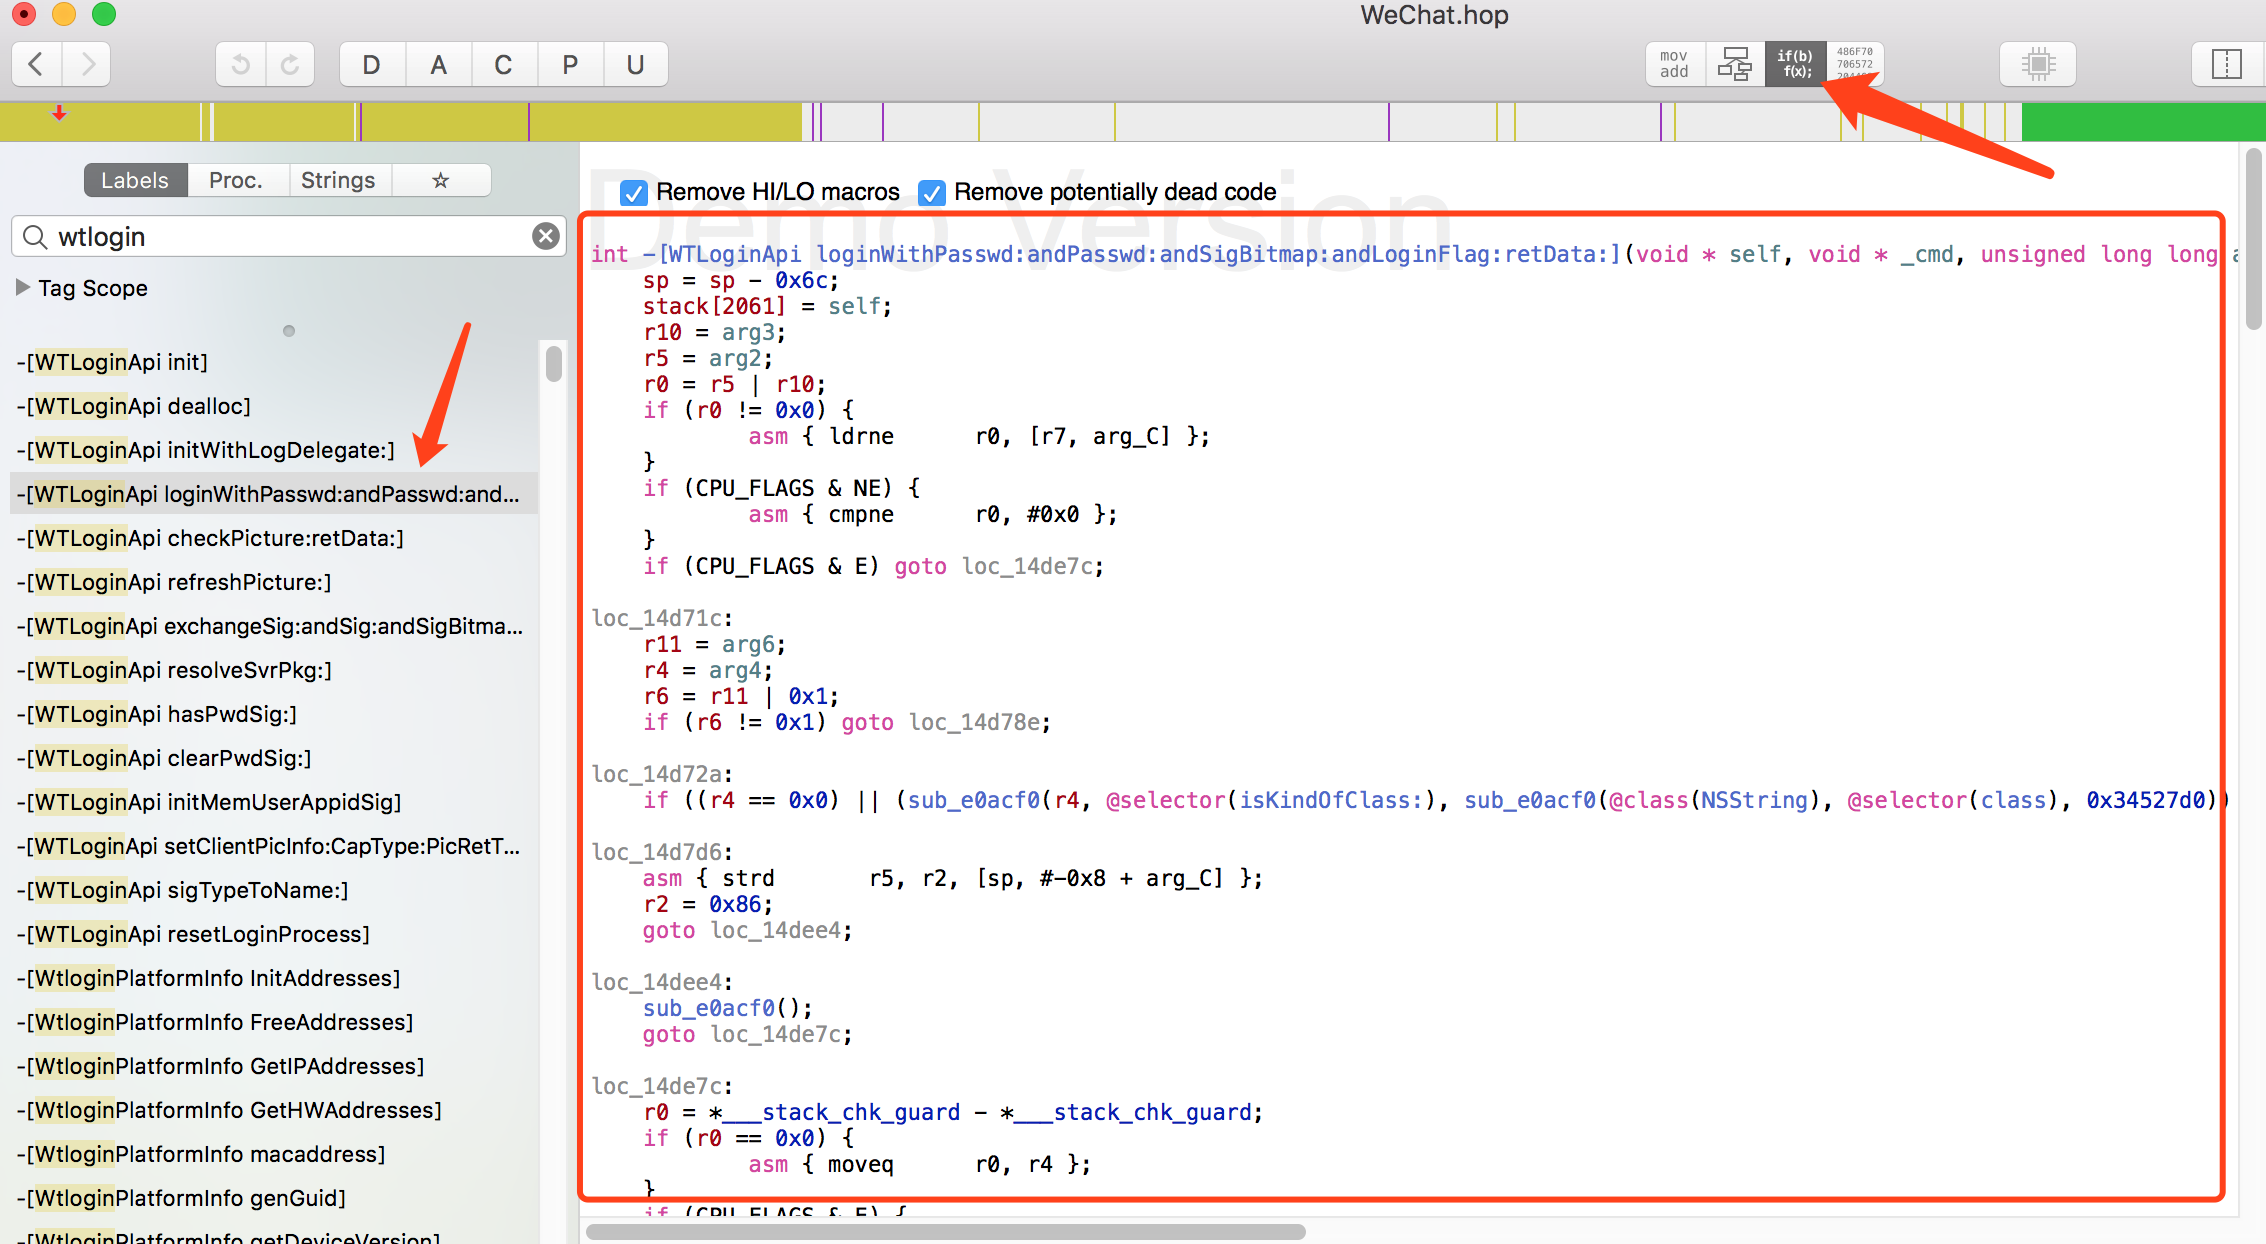 WeChat.hop
D A C P U
mov add
if(b) f(x);
486F70
706572
Labels Proc. Strings ☆
wtlogin
Tag Scope
-[WTLoginApi init]
-[WTLoginApi dealloc]
-[WTLoginApi initWithLogDelegate:]
-[WTLoginApi loginWithPasswd:andPasswd:and...
-[WTLoginApi checkPicture:retData:]
-[WTLoginApi refreshPicture:]
-[WTLoginApi exchangeSig:andSig:andSigBitma...
-[WTLoginApi resolveSvrPkg:]
-[WTLoginApi hasPwdSig:]
-[WTLoginApi clearPwdSig:]
-[WTLoginApi initMemUserAppidSig]
-[WTLoginApi setClientPicInfo:CapType:PicRetT...
-[WTLoginApi sigTypeToName:]
-[WTLoginApi resetLoginProcess]
-[WtloginPlatformInfo InitAddresses]
-[WtloginPlatformInfo FreeAddresses]
-[WtloginPlatformInfo GetIPAddresses]
-[WtloginPlatformInfo GetHWAddresses]
-[WtloginPlatformInfo macaddress]
-[WtloginPlatformInfo genGuid]
-[WtloginPlatformInfo getDeviceVersion]
Demo Version
Remove HI/LO macros Remove potentially dead code
int -[WTLoginApi loginWithPasswd:andPasswd:andSigBitmap:andLoginFlag:retData:](void * self, void * _cmd, unsigned long long
sp = sp - 0x6c;
stack[2061] = self;
r10 = arg3;
r5 = arg2;
r0 = r5 | r10;
if (r0 != 0x0) {
asm { ldrne r0, [r7, arg_C] };
}
if (CPU_FLAGS & NE) {
asm { cmpne r0, #0x0 };
}
if (CPU_FLAGS & E) goto loc_14de7c;
loc_14d71c:
r11 = arg6;
r4 = arg4;
r6 = r11 | 0x1;
if (r6 != 0x1) goto loc_14d78e;
loc_14d72a:
if ((r4 == 0x0) || (sub_e0acf0(r4, @selector(isKindOfClass:), sub_e0acf0(@class(NSString), @selector(class), 0x34527d0))
loc_14d7d6:
asm { strd r5, r2, [sp, #-0x8 + arg_C] };
r2 = 0x86;
goto loc_14dee4;
loc_14dee4:
sub_e0acf0();
goto loc_14de7c;
loc_14de7c:
r0 = *___stack_chk_guard - *___stack_chk_guard;
if (r0 == 0x0) {
asm { moveq r0, r4 };
}
if (CPU_FLAGS & E) {